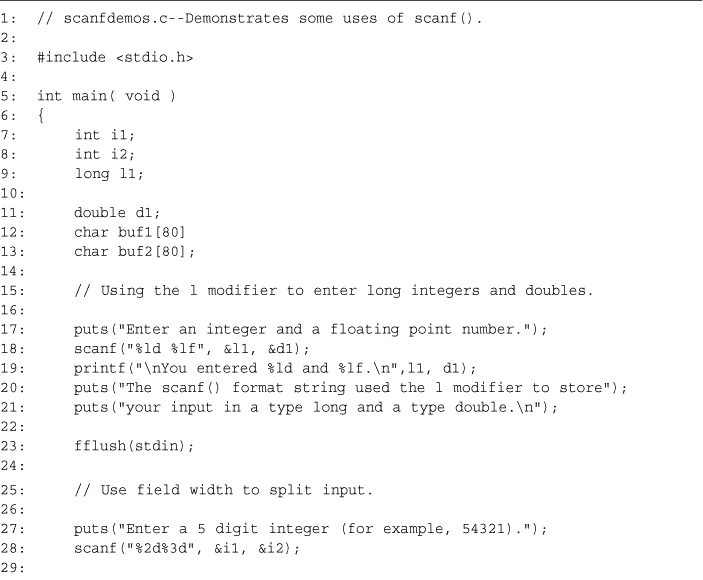 1: // scanfdemos.c--Demonstrates some uses of scanf().
2:
3: #include <stdio.h>
4:
5: int main( void )
6: {
7: int i1;
8: int i2;
9: long l1;
10:
11: double d1;
12: char buf1[80]
13: char buf2[80];
14:
15: // Using the l modifier to enter long integers and doubles.
16:
17: puts("Enter an integer and a floating point number.");
18: scanf("%ld %lf", &l1, &d1);
19: printf("\nYou entered %ld and %lf.\n",l1, d1);
20: puts("The scanf() format string used the l modifier to store");
21: puts("your input in a type long and a type double.\n");
22:
23: fflush(stdin);
24:
25: // Use field width to split input.
26:
27: puts("Enter a 5 digit integer (for example, 54321).");
28: scanf("%2d%3d", &i1, &i2);
29: